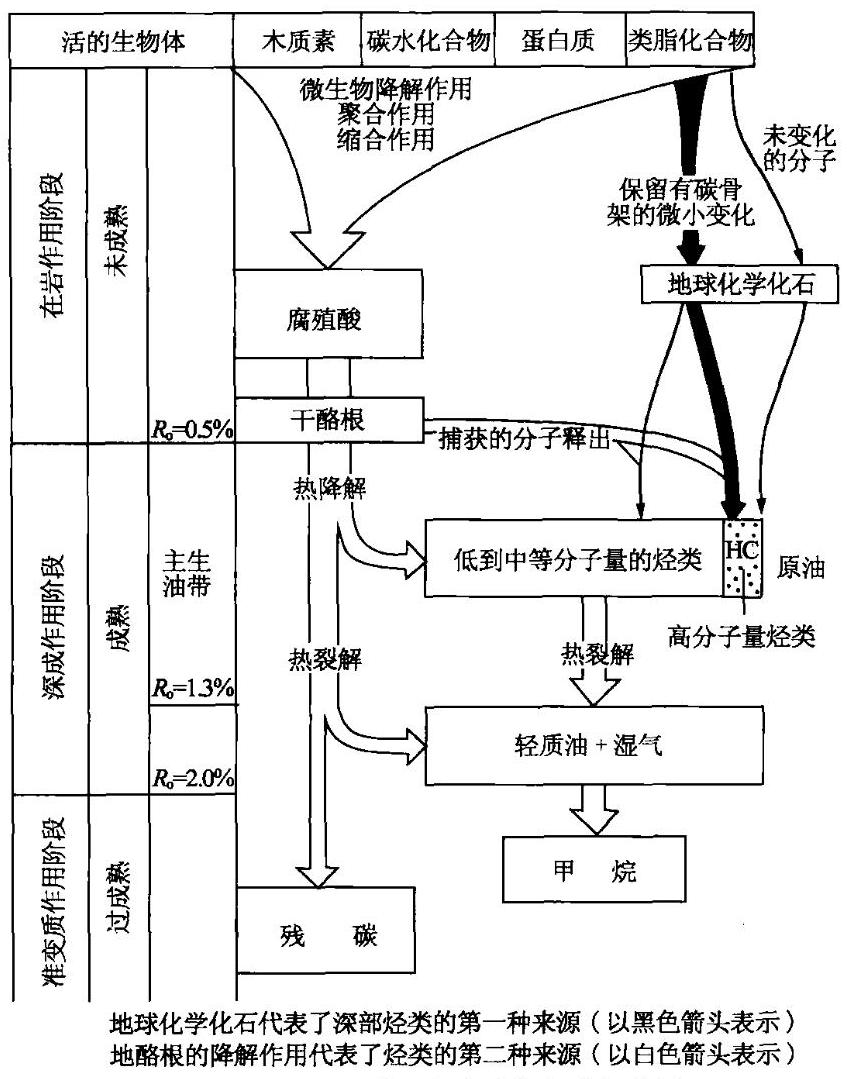 活的生物体 木质素 碳水化合物 蛋白质 类脂化合物
微生物降解作用
聚合作用
缩合作用
未变化
的分子
保留有碳骨
架的微小变化
在岩作用阶段
未成熟
地球化学化石
腐殖酸
干酪根
Ro=0.5%
捕获的分子释出
热降解
深成作用阶段
成熟
主生
油带
低到中等分子量的烃类
HC
原油
高分子量烃类
热裂解
热裂解
Ro=1.3%
轻质油+湿气
Ro=2.0%
准变质作用阶段
过成熟
甲 烷
残 碳
地球化学化石代表了深部烃类的第一种来源（以黑色箭头表示）
地酪根的降解作用代表了烃类的第二种来源（以白色箭头表示）